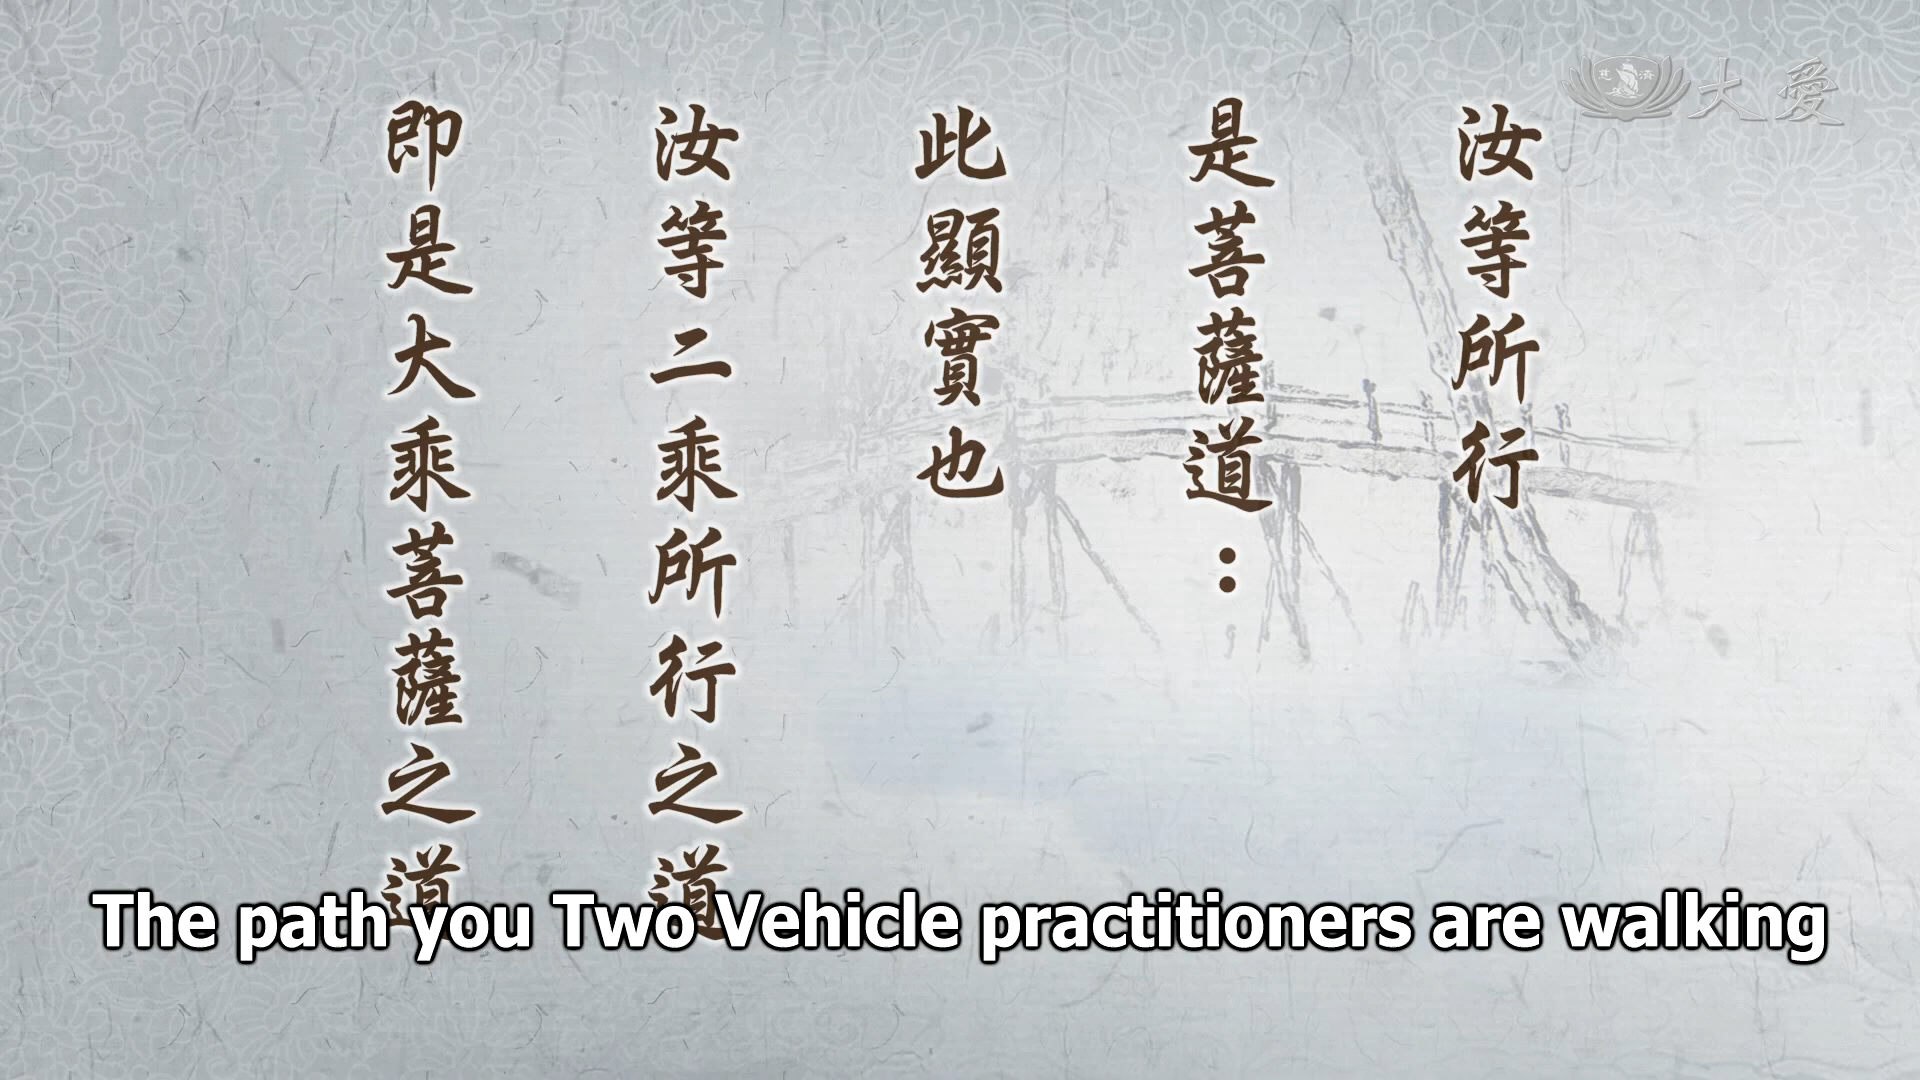 汝等所行
是菩薩道：
此顯實也
汝等二乘所行之道
即是大乘菩薩之道
The path you Two Vehicle practitioners are walking
慈濟
大愛